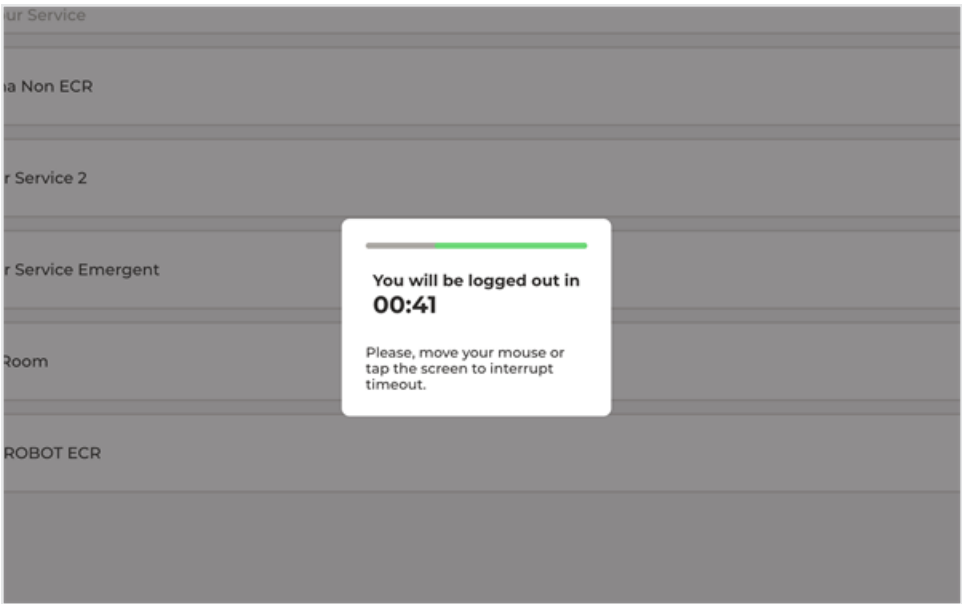 ur Service
a Non ECR
r Service 2
r Service Emergent
Room
ROBOT ECR
You will be logged out in
00:41
Please, move your mouse or
tap the screen to interrupt
timeout.